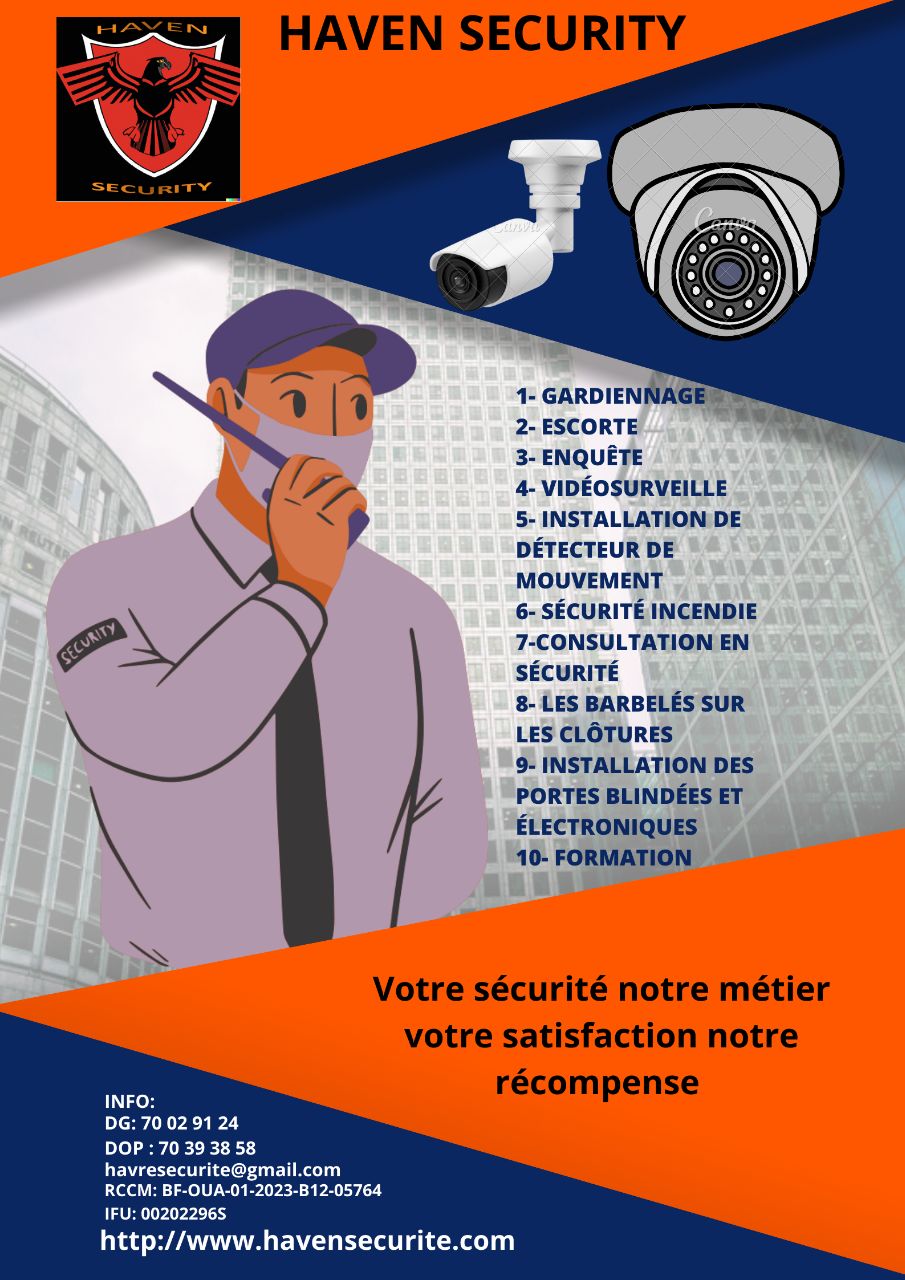 HAVEN
SECURITY
HAVEN SECURITY
Canva
Canva
1- GARDIENNAGE
2- ESCORTE
3- ENQUÊTE
4- VIDÉOSURVEILLE
5- INSTALLATION DE
DÉTECTEUR DE
MOUVEMENT
6- SÉCURITÉ INCENDIE
7-CONSULTATION EN
SÉCURITÉ
8- LES BARBELÉS SUR
LES CLÔTURES
9- INSTALLATION DES
PORTES BLINDÉES ET
ÉLECTRONIQUES
10- FORMATION
SECURITY
Votre sécurité notre métier
votre satisfaction notre
récompense
INFO:
DG: 70 02 91 24
DOP : 70 39 38 58
havresecurite@gmail.com
RCCM: BF-OUA-01-2023-B12-05764
IFU: 00202296S
http://www.havensecurite.com